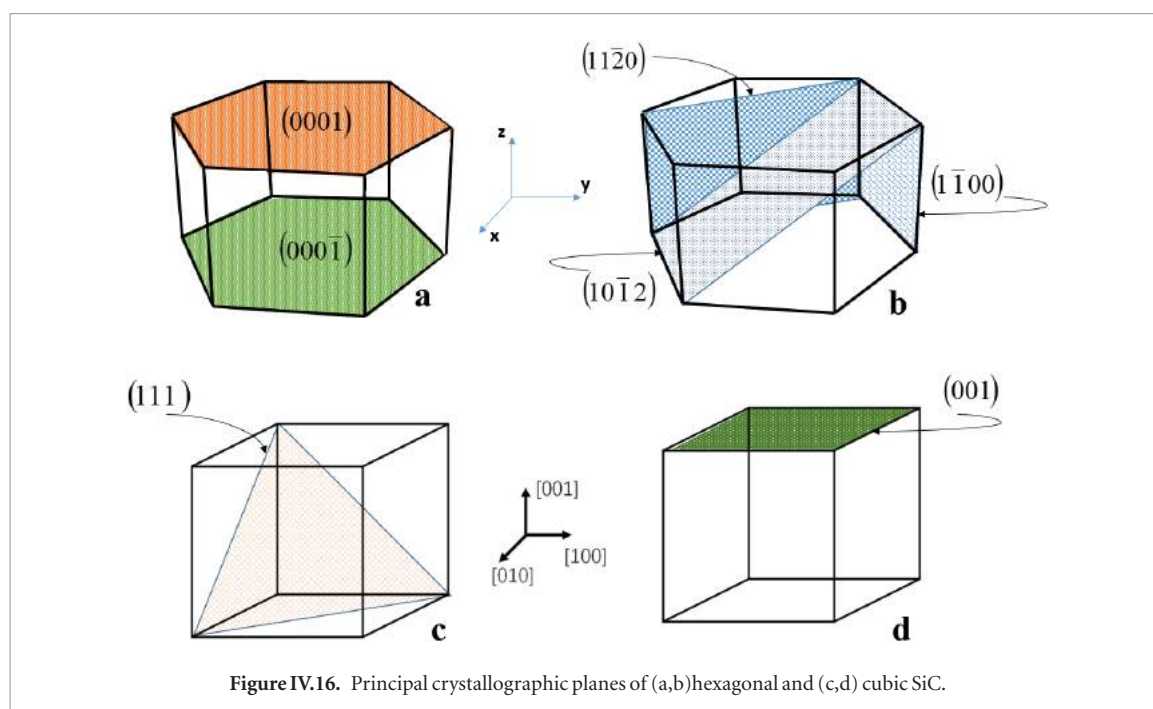 (112̄0)
(0001)
z
y
x
(11̄00)
(0001̄)
(101̄2)
a
b
(111)
(001)
[001]
[100]
[010]
c
d
Figure IV.16. Principal crystallographic planes of (a,b)hexagonal and (c,d) cubic SiC.